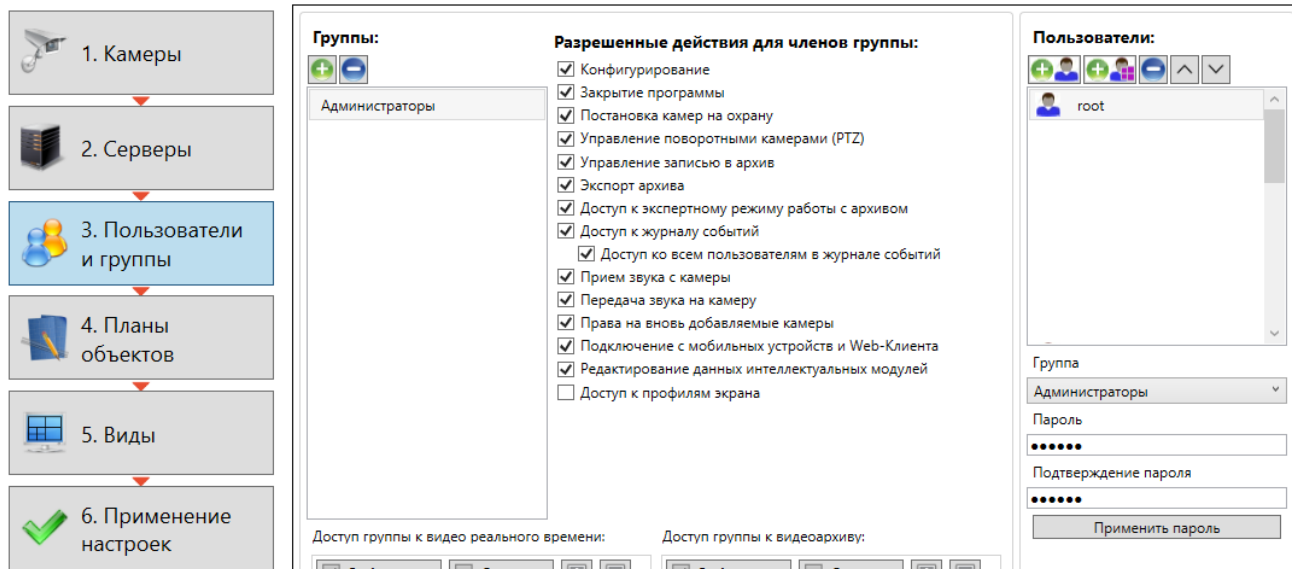 1. Камеры
2. Серверы
3. Пользователи
и группы
4. Планы
объектов
5. Виды
6. Применение
настроек
Группы:
Администраторы
Разрешенные действия для членов группы:
Конфигурирование
Закрытие программы
Постановка камер на охрану
Управление поворотными камерами (PTZ)
Управление записью в архив
Экспорт архива
Доступ к экспертному режиму работы с архивом
Доступ к журналу событий
Доступ ко всем пользователям в журнале событий
Прием звука с камеры
Передача звука на камеру
Права на вновь добавляемые камеры
Подключение с мобильных устройств и Web-Клиента
Редактирование данных интеллектуальных модулей
Доступ к профилям экрана
Доступ группы к видео реального времени:
Доступ группы к видеоархиву:
Пользователи:
root
Группа
Администраторы
Пароль
Подтверждение пароля
Применить пароль